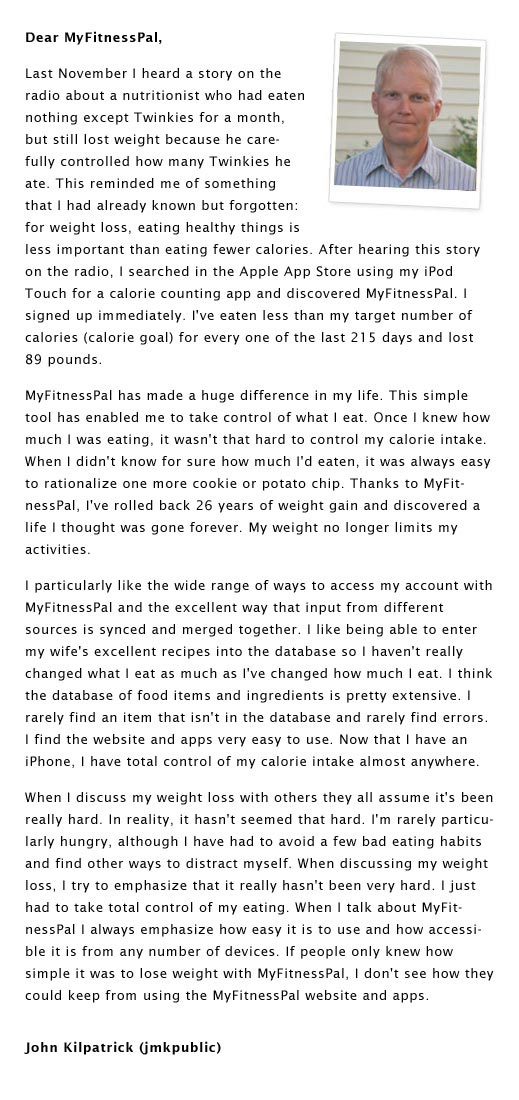 Dear MyFitnessPal,
Last November I heard a story on the
radio about a nutritionist who had eaten
nothing except Twinkies for a month,
but still lost weight because he care-
fully controlled how many Twinkies he
ate. This reminded me of something
that I had already known but forgotten:
for weight loss, eating healthy things is
less important than eating fewer calories. After hearing this story
on the radio, I searched in the Apple App Store using my iPod
Touch for a calorie counting app and discovered MyFitnessPal. I
signed up immediately. I've eaten less than my target number of
calories (calorie goal) for every one of the last 215 days and lost
89 pounds.
MyFitnessPal has made a huge difference in my life. This simple
tool has enabled me to take control of what I eat. Once I knew how
much I was eating, it wasn't that hard to control my calorie intake.
When I didn't know for sure how much I'd eaten, it was always easy
to rationalize one more cookie or potato chip. Thanks to MyFit-
nessPal, I've rolled back 26 years of weight gain and discovered a
life I thought was gone forever. My weight no longer limits my
activities.
I particularly like the wide range of ways to access my account with
MyFitnessPal and the excellent way that input from different
sources is synced and merged together. I like being able to enter
my wife's excellent recipes into the database so I haven't really
changed what I eat as much as I've changed how much I eat. I think
the database of food items and ingredients is pretty extensive. I
rarely find an item that isn't in the database and rarely find errors.
I find the website and apps very easy to use. Now that I have an
iPhone, I have total control of my calorie intake almost anywhere.
When I discuss my weight loss with others they all assume it's been
really hard. In reality, it hasn't seemed that hard. I'm rarely particu-
larly hungry, although I have had to avoid a few bad eating habits
and find other ways to distract myself. When discussing my weight
loss, I try to emphasize that it really hasn't been very hard. I just
had to take total control of my eating. When I talk about MyFit-
nessPal I always emphasize how easy it is to use and how accessi-
ble it is from any number of devices. If people only knew how
simple it was to lose weight with MyFitnessPal, I don't see how they
could keep from using the MyFitnessPal website and apps.
John Kilpatrick (jmkpublic)